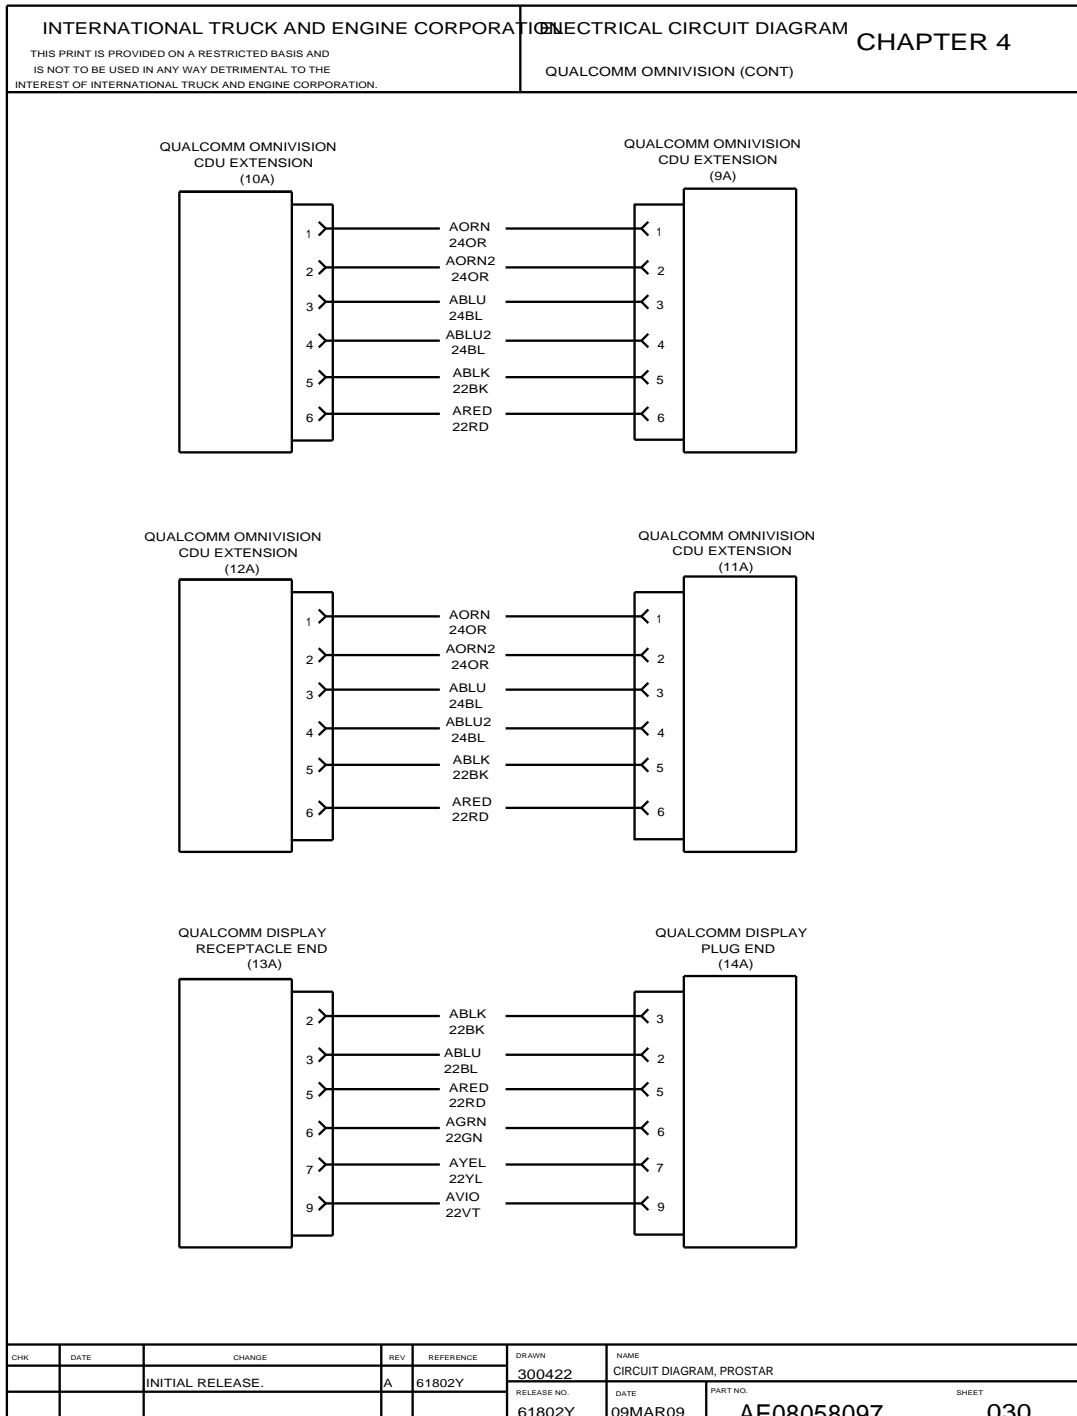 INTERNATIONAL TRUCK AND ENGINE CORPORATION
THIS PRINT IS PROVIDED ON A RESTRICTED BASIS AND
IS NOT TO BE USED IN ANY WAY DETRIMENTAL TO THE
INTEREST OF INTERNATIONAL TRUCK AND ENGINE CORPORATION.
ELECTRICAL CIRCUIT DIAGRAM
QUALCOMM OMNIVISION (CONT)
CHAPTER 4
QUALCOMM OMNIVISION
CDU EXTENSION
(10A)
QUALCOMM OMNIVISION
CDU EXTENSION
(9A)
1 AORN 1
24OR
2 AORN2 2
24OR
3 ABLU 3
24BL
4 ABLU2 4
24BL
5 ABLK 5
22BK
6 ARED 6
22RD
QUALCOMM OMNIVISION
CDU EXTENSION
(12A)
QUALCOMM OMNIVISION
CDU EXTENSION
(11A)
1 AORN 1
24OR
2 AORN2 2
24OR
3 ABLU 3
24BL
4 ABLU2 4
24BL
5 ABLK 5
22BK
6 ARED 6
22RD
QUALCOMM DISPLAY
RECEPTACLE END
(13A)
QUALCOMM DISPLAY
PLUG END
(14A)
2 ABLK 3
22BK
3 ABLU 2
22BL
5 ARED 5
22RD
6 AGRN 6
22GN
7 AYEL 7
22YL
9 AVIO 9
22VT
CHK DATE CHANGE REV REFERENCE
INITIAL RELEASE. A 61802Y
DRAWN
300422
NAME
CIRCUIT DIAGRAM, PROSTAR
RELEASE NO.
61802Y
DATE
09MAR09
PART NO.
AE08058097
SHEET
030